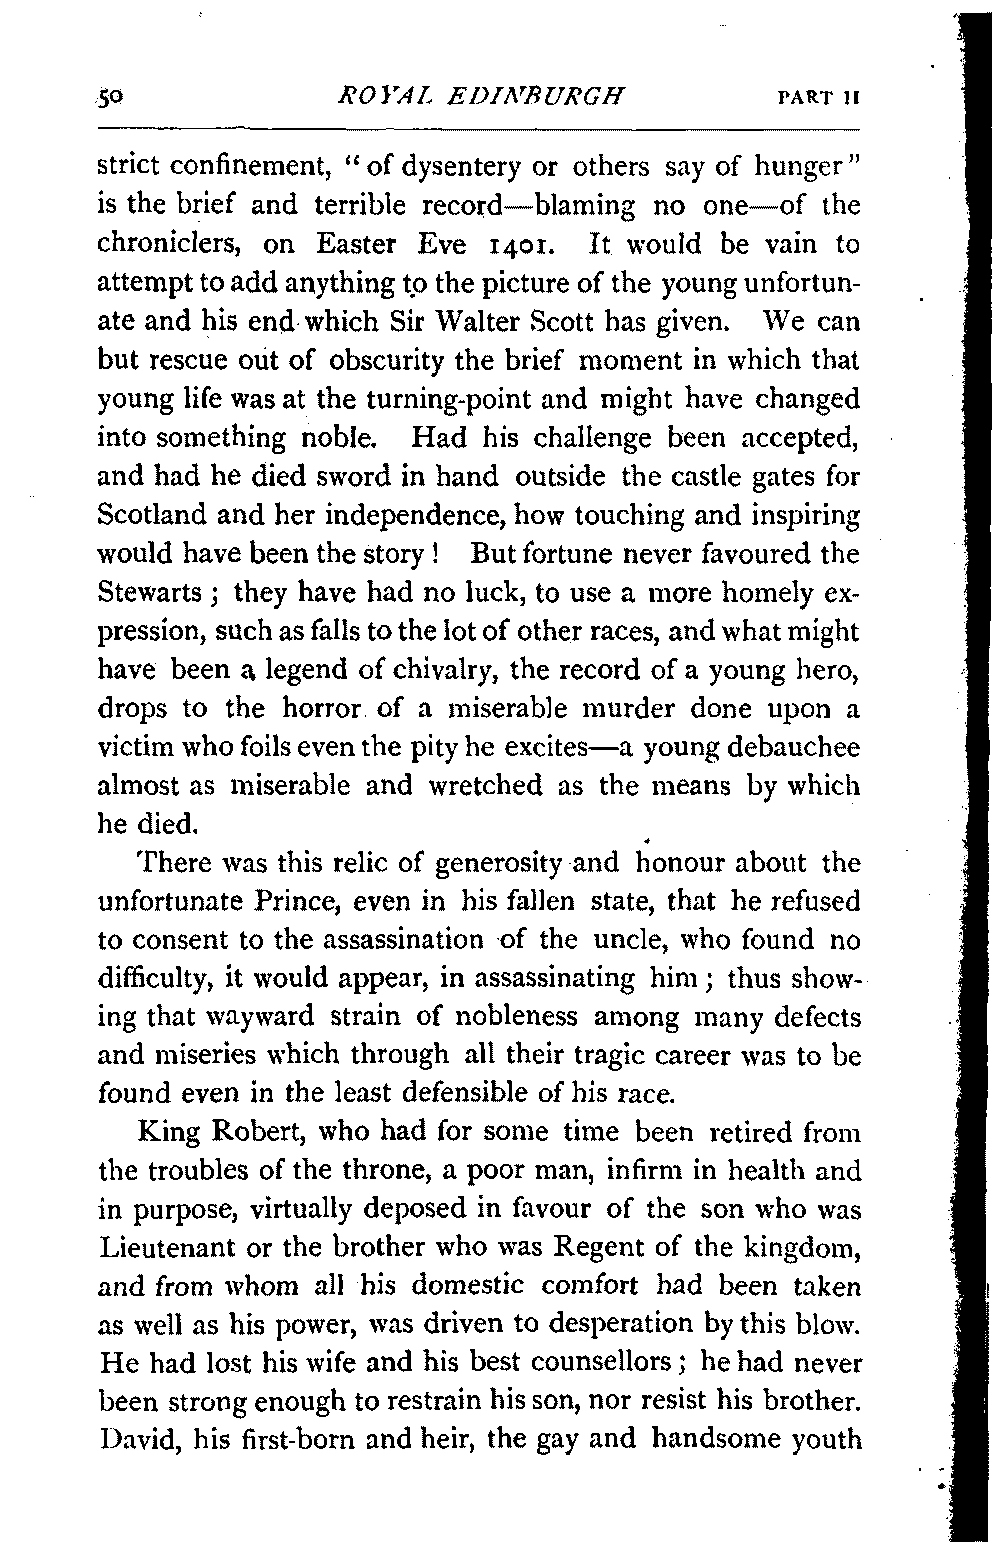 50 ROYAL EDINBURGH PART II
strict confinement, “ of dysentery or others say of hunger ”
is the brief and terrible record—blaming no one—of the
chroniclers, on Easter Eve 1401. It would be vain to
attempt to add anything to the picture of the young unfortun-
ate and his end which Sir Walter Scott has given. We can
but rescue out of obscurity the brief moment in which that
young life was at the turning-point and might have changed
into something noble. Had his challenge been accepted,
and had he died sword in hand outside the castle gates for
Scotland and her independence, how touching and inspiring
would have been the story ! But fortune never favoured the
Stewarts ; they have had no luck, to use a more homely ex-
pression, such as falls to the lot of other races, and what might
have been a legend of chivalry, the record of a young hero,
drops to the horror of a miserable murder done upon a
victim who foils even the pity he excites—a young debauchee
almost as miserable and wretched as the means by which
he died.
There was this relic of generosity and honour about the
unfortunate Prince, even in his fallen state, that he refused
to consent to the assassination of the uncle, who found no
difficulty, it would appear, in assassinating him ; thus show-
ing that wayward strain of nobleness among many defects
and miseries which through all their tragic career was to be
found even in the least defensible of his race.
King Robert, who had for some time been retired from
the troubles of the throne, a poor man, infirm in health and
in purpose, virtually deposed in favour of the son who was
Lieutenant or the brother who was Regent of the kingdom,
and from whom all his domestic comfort had been taken
as well as his power, was driven to desperation by this blow.
He had lost his wife and his best counsellors ; he had never
been strong enough to restrain his son, nor resist his brother.
David, his first-born and heir, the gay and handsome youth